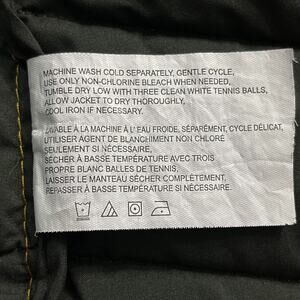 MACHINE WASH COLD SEPARATELY, GENTLE CYCLE,
USE ONLY NON-CHLORINE BLEACH WHEN NEEDED,
TUMBLE DRY LOW WITH THREE CLEAN WHITE TENNIS BALLS,
ALLOW JACKET TO DRY THOROUGHLY,
COOL IRON IF NECESSARY.
LAVABLE À LA MACHINE À L' EAU FROIDE, SÉPARÉMENT, CYCLE DÉLICAT,
UTILISER AGENT DE BLANCHIMENT NON CHLORÉ
SEULEMENT SI NÉCESSAIRE.
SÉCHER À BASSE TEMPÉRATURE AVEC TROIS
PROPRE BLANC BALLES DE TENNIS,
LAISSER LE MANTEAU SÉCHER COMPLÈTEMENT,
REPASSER À BASSE TEMPÉRATURE SI NÉCESSAIRE.